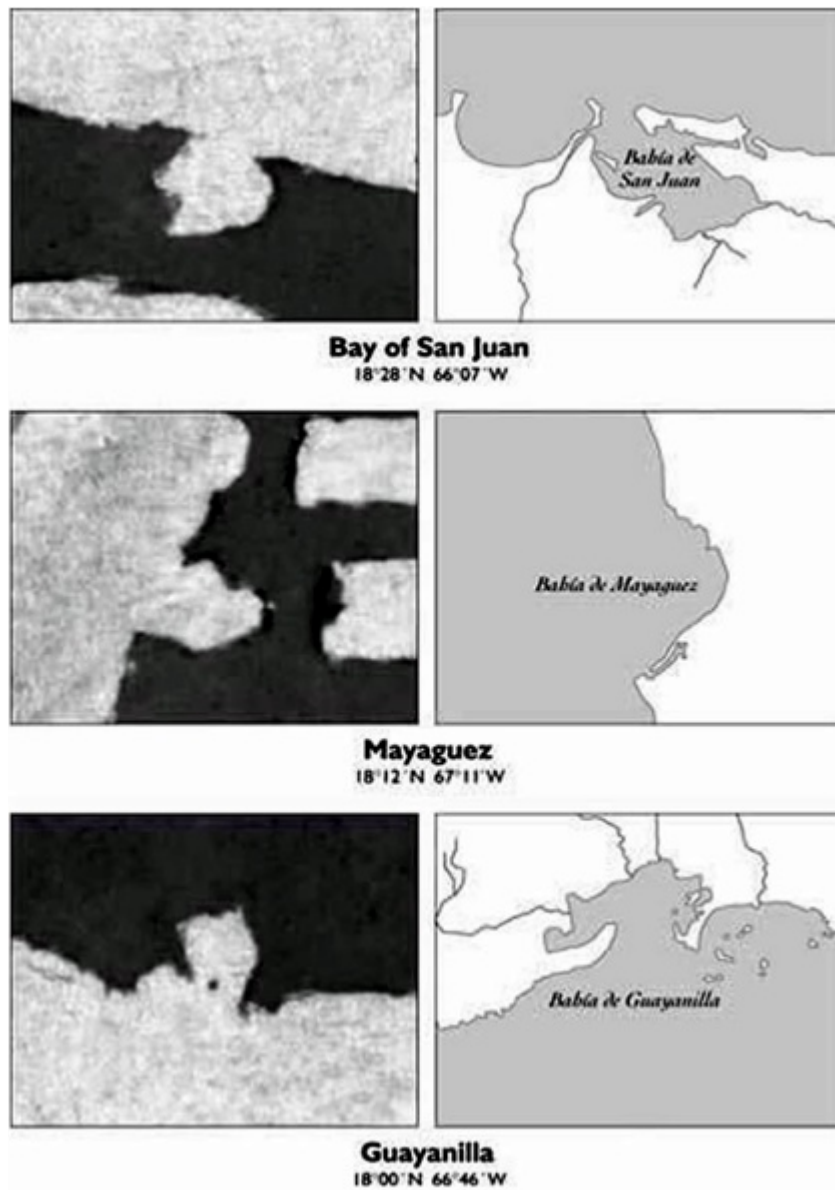 Bahía de
San Juan
Bay of San Juan
18°28´N 66°07´W
Bahía de Mayaguez
Mayaguez
18°12´N 67°11´W
Bahía de Guayanilla
Guayanilla
18°00´N 66°46´W